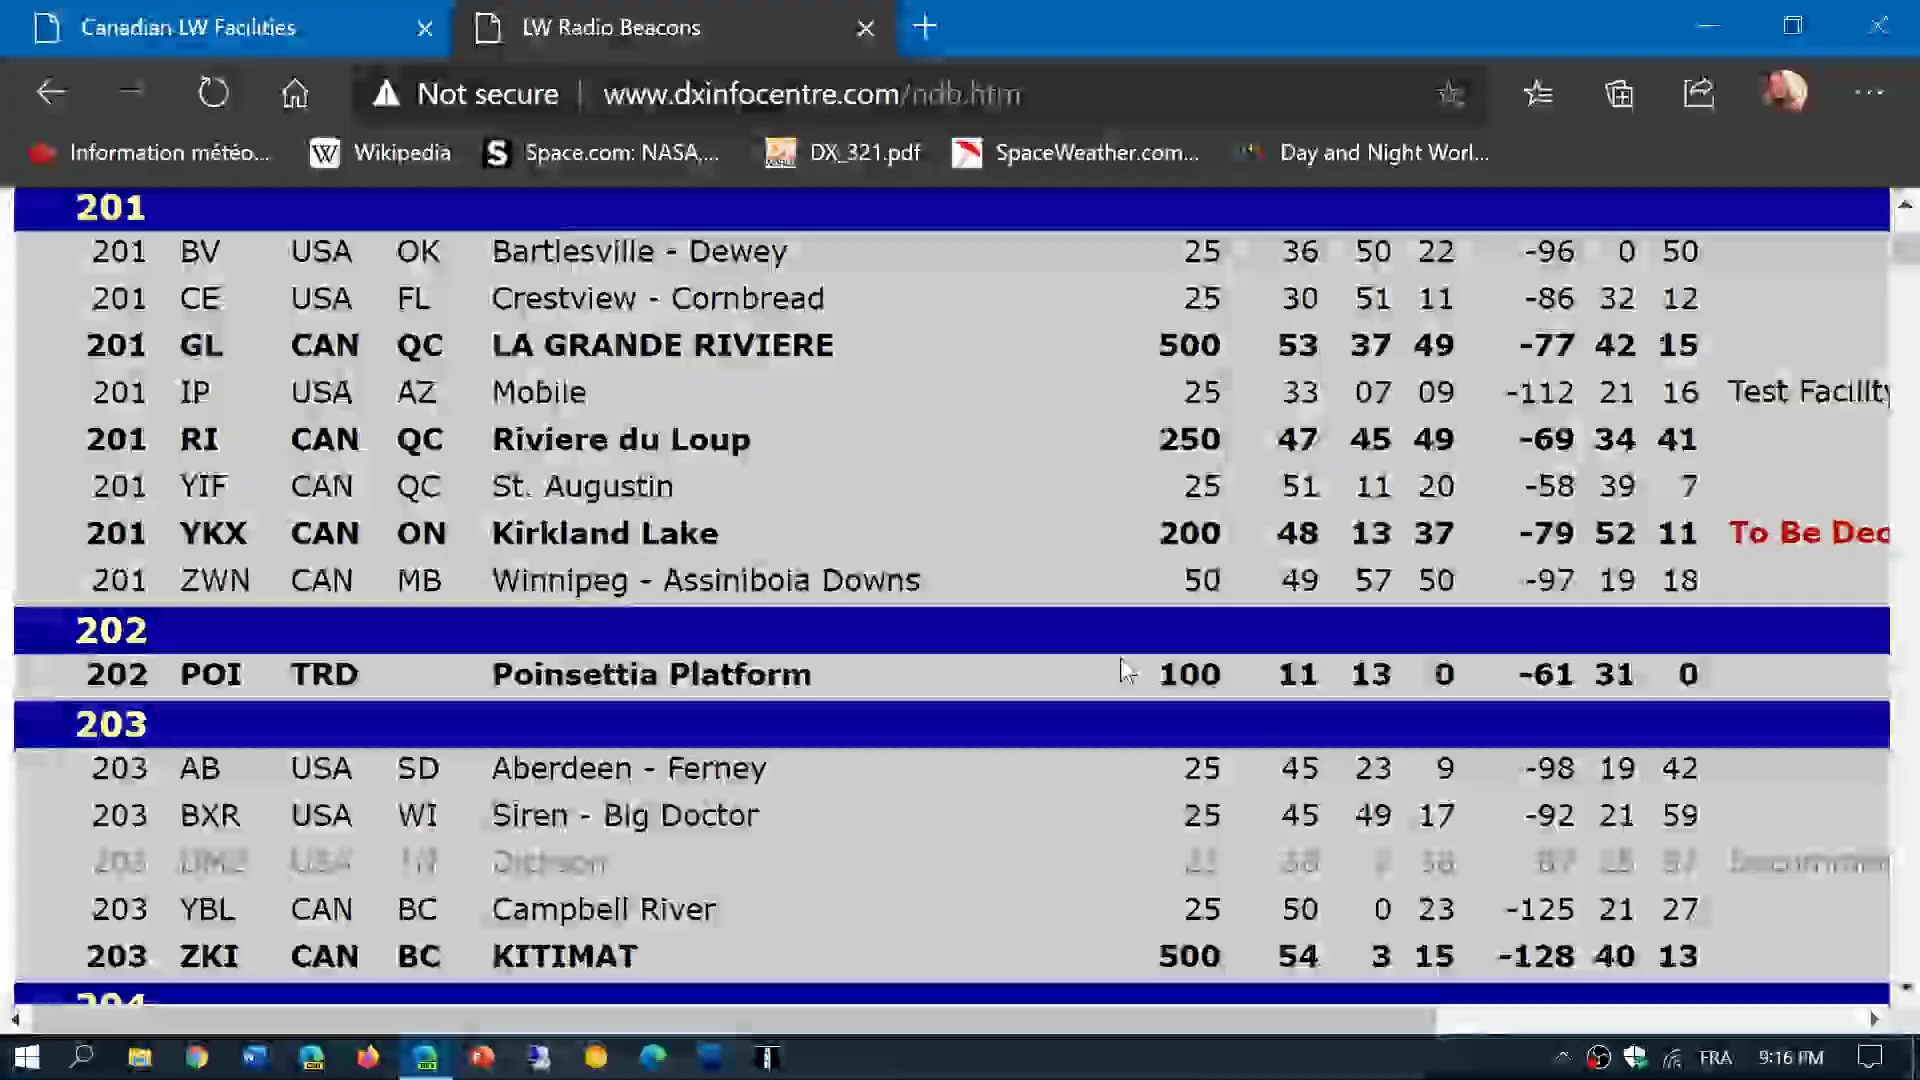 Canadian LW Facilities
LW Radio Beacons
Not secure www.dxinfocentre.com/ndb.htm
Information météo... Wikipedia Space.com: NASA,... DX_321.pdf SpaceWeather.com... Day and Night Worl...
201
201 BV USA OK Bartlesville - Dewey 25 36 50 22 -96 0 50
201 CE USA FL Crestview - Cornbread 25 30 51 11 -86 32 12
201 GL CAN QC LA GRANDE RIVIERE 500 53 37 49 -77 42 15
201 IP USA AZ Mobile 25 33 07 09 -112 21 16 Test Facility
201 RI CAN QC Riviere du Loup 250 47 45 49 -69 34 41
201 YIF CAN QC St. Augustin 25 51 11 20 -58 39 7
201 YKX CAN ON Kirkland Lake 200 48 13 37 -79 52 11 To Be Dec
201 ZWN CAN MB Winnipeg - Assiniboia Downs 50 49 57 50 -97 19 18
202
202 POI TRD Poinsettia Platform 100 11 13 0 -61 31 0
203
203 AB USA SD Aberdeen - Ferney 25 45 23 9 -98 19 42
203 BXR USA WI Siren - Big Doctor 25 45 49 17 -92 21 59
203 USA
203 YBL CAN BC Campbell River 25 50 0 23 -125 21 27
203 ZKI CAN BC KITIMAT 500 54 3 15 -128 40 13
204
FRA 9:16 PM